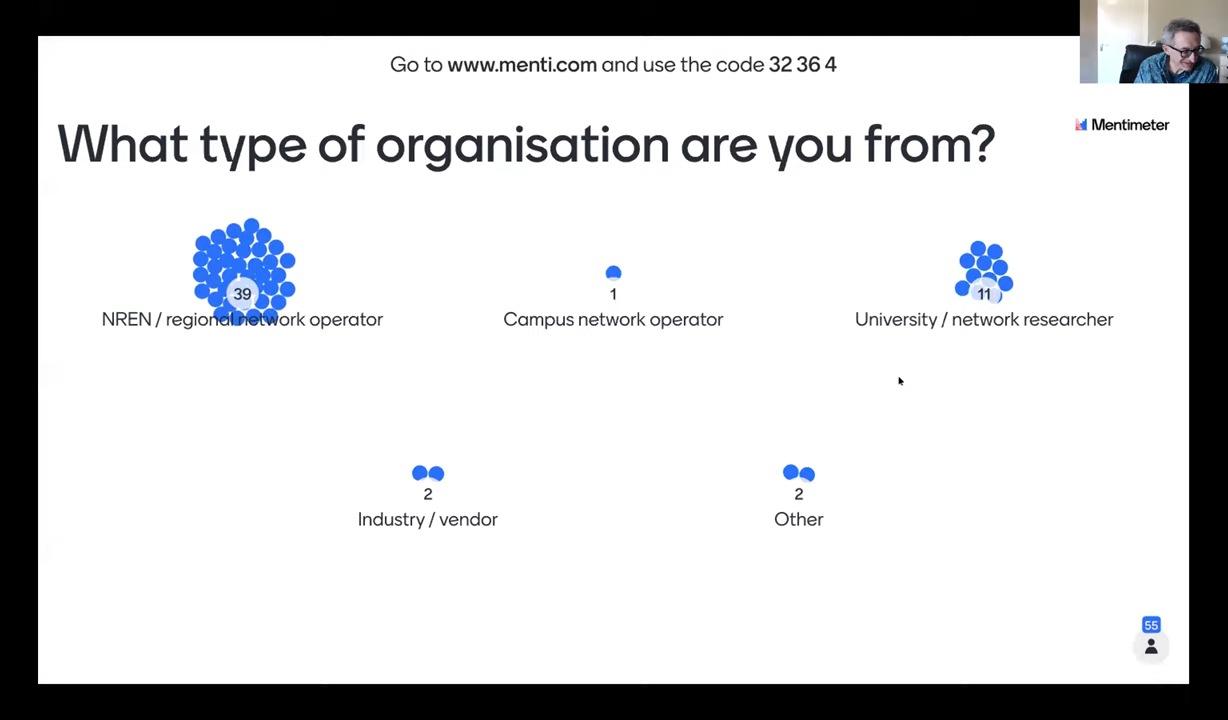 Go to www.menti.com and use the code 32 36 4
Mentimeter
What type of organisation are you from?
39
1
11
NREN / regional network operator
Campus network operator
University / network researcher
2
2
Industry / vendor
Other
55